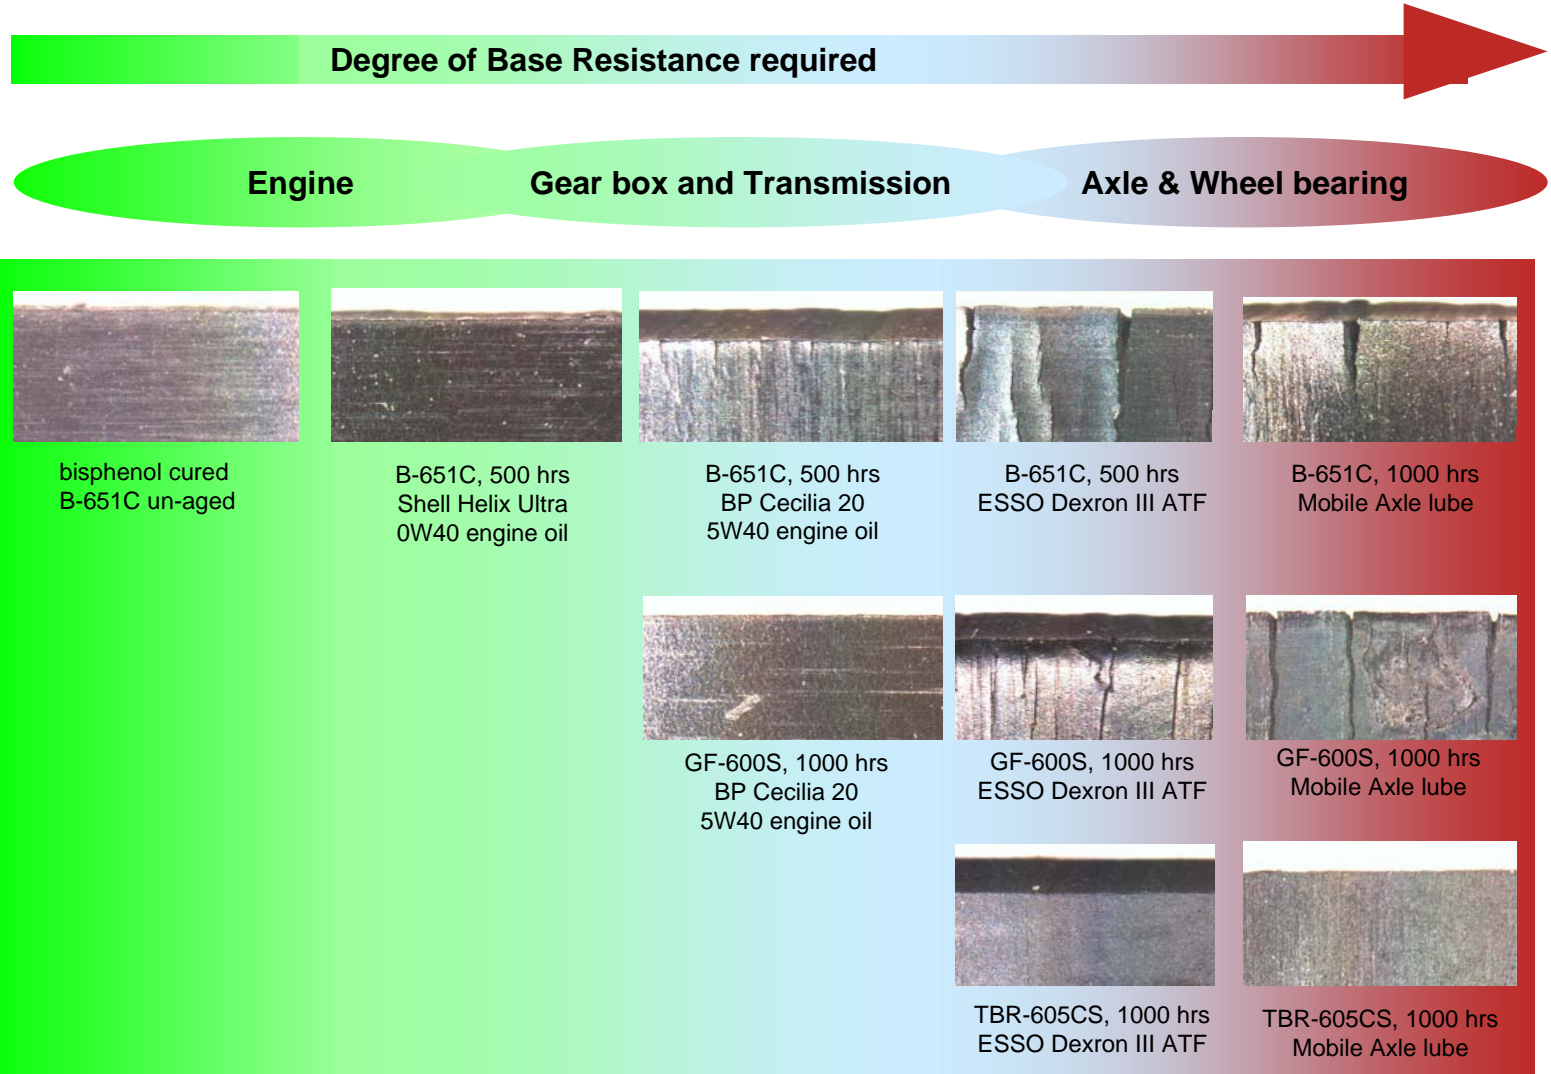 Degree of Base Resistance required
Engine
Gear box and Transmission
Axle & Wheel bearing
bisphenol cured
B-651C un-aged
B-651C, 500 hrs
Shell Helix Ultra
0W40 engine oil
B-651C, 500 hrs
BP Cecilia 20
5W40 engine oil
B-651C, 500 hrs
ESSO Dexron III ATF
B-651C, 1000 hrs
Mobile Axle lube
GF-600S, 1000 hrs
BP Cecilia 20
5W40 engine oil
GF-600S, 1000 hrs
ESSO Dexron III ATF
GF-600S, 1000 hrs
Mobile Axle lube
TBR-605CS, 1000 hrs
ESSO Dexron III ATF
TBR-605CS, 1000 hrs
Mobile Axle lube